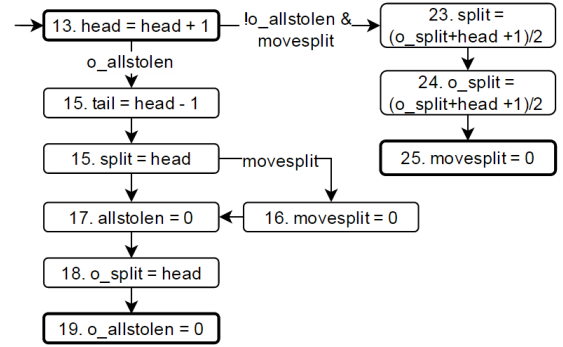 13. head = head + 1
!o_allstolen &
movesplit
23. split =
(o_split+head +1)/2
o_allstolen
24. o_split =
(o_split+head +1)/2
15. tail = head - 1
15. split = head
movesplit
25. movesplit = 0
17. allstolen = 0
16. movesplit = 0
18. o_split = head
19. o_allstolen = 0